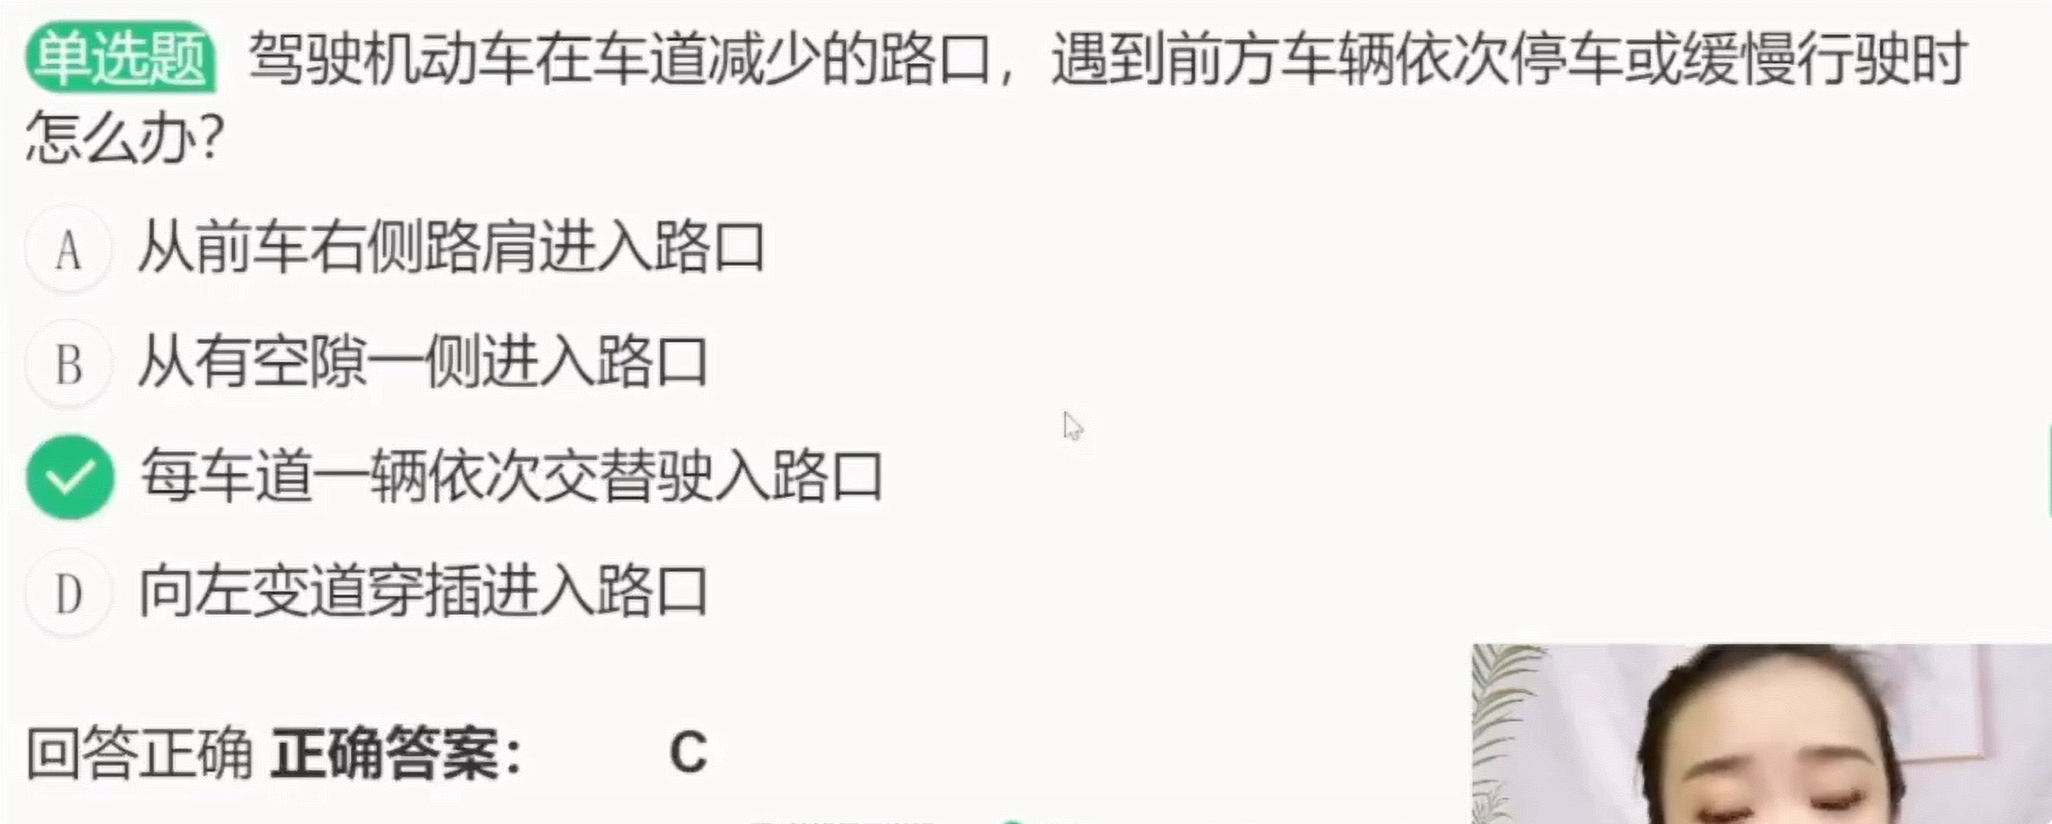 单选题 驾驶机动车在车道减少的路口，遇到前方车辆依次停车或缓慢行驶时
怎么办？
A 从前车右侧路肩进入路口
B 从有空隙一侧进入路口
每车道一辆依次交替驶入路口
D 向左变道穿插进入路口
回答正确 正确答案： C